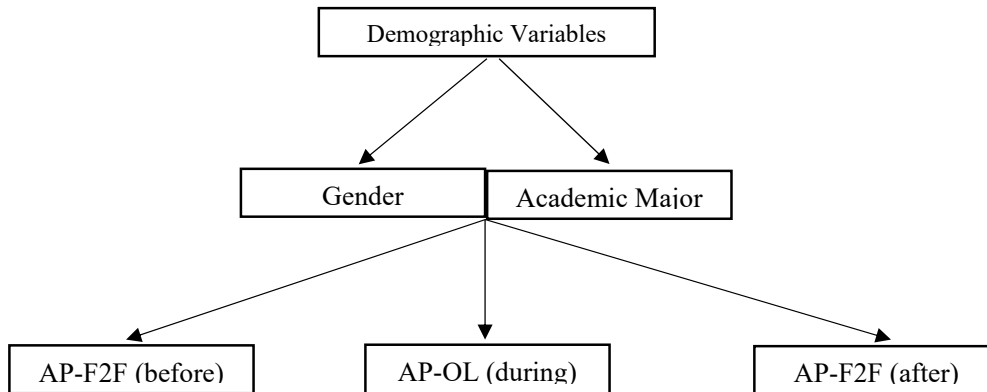 Demographic Variables
Gender
Academic Major
AP-F2F (before)
AP-OL (during)
AP-F2F (after)